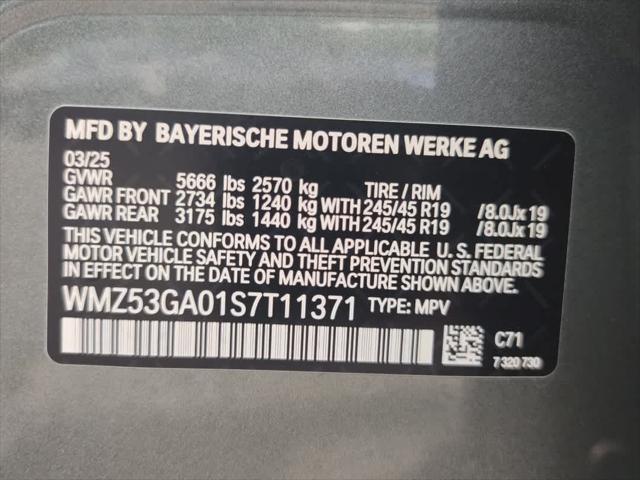 MFD BY BAYERISCHE MOTOREN WERKE AG
03/25
GVWR 5666 lbs 2570 kg TIRE / RIM
GAWR FRONT 2734 lbs 1240 kg WITH 245/45 R19 /8.0Jx19
GAWR REAR 3175 lbs 1440 kg WITH 245/45 R19 /8.0Jx19
THIS VEHICLE CONFORMS TO ALL APPLICABLE U. S. FEDERAL
MOTOR VEHICLE SAFETY AND THEFT PREVENTION STANDARDS
IN EFFECT ON THE DATE OF MANUFACTURE SHOWN ABOVE.
WMZ53GA01S7T11371 TYPE: MPV
C71
7 320 730